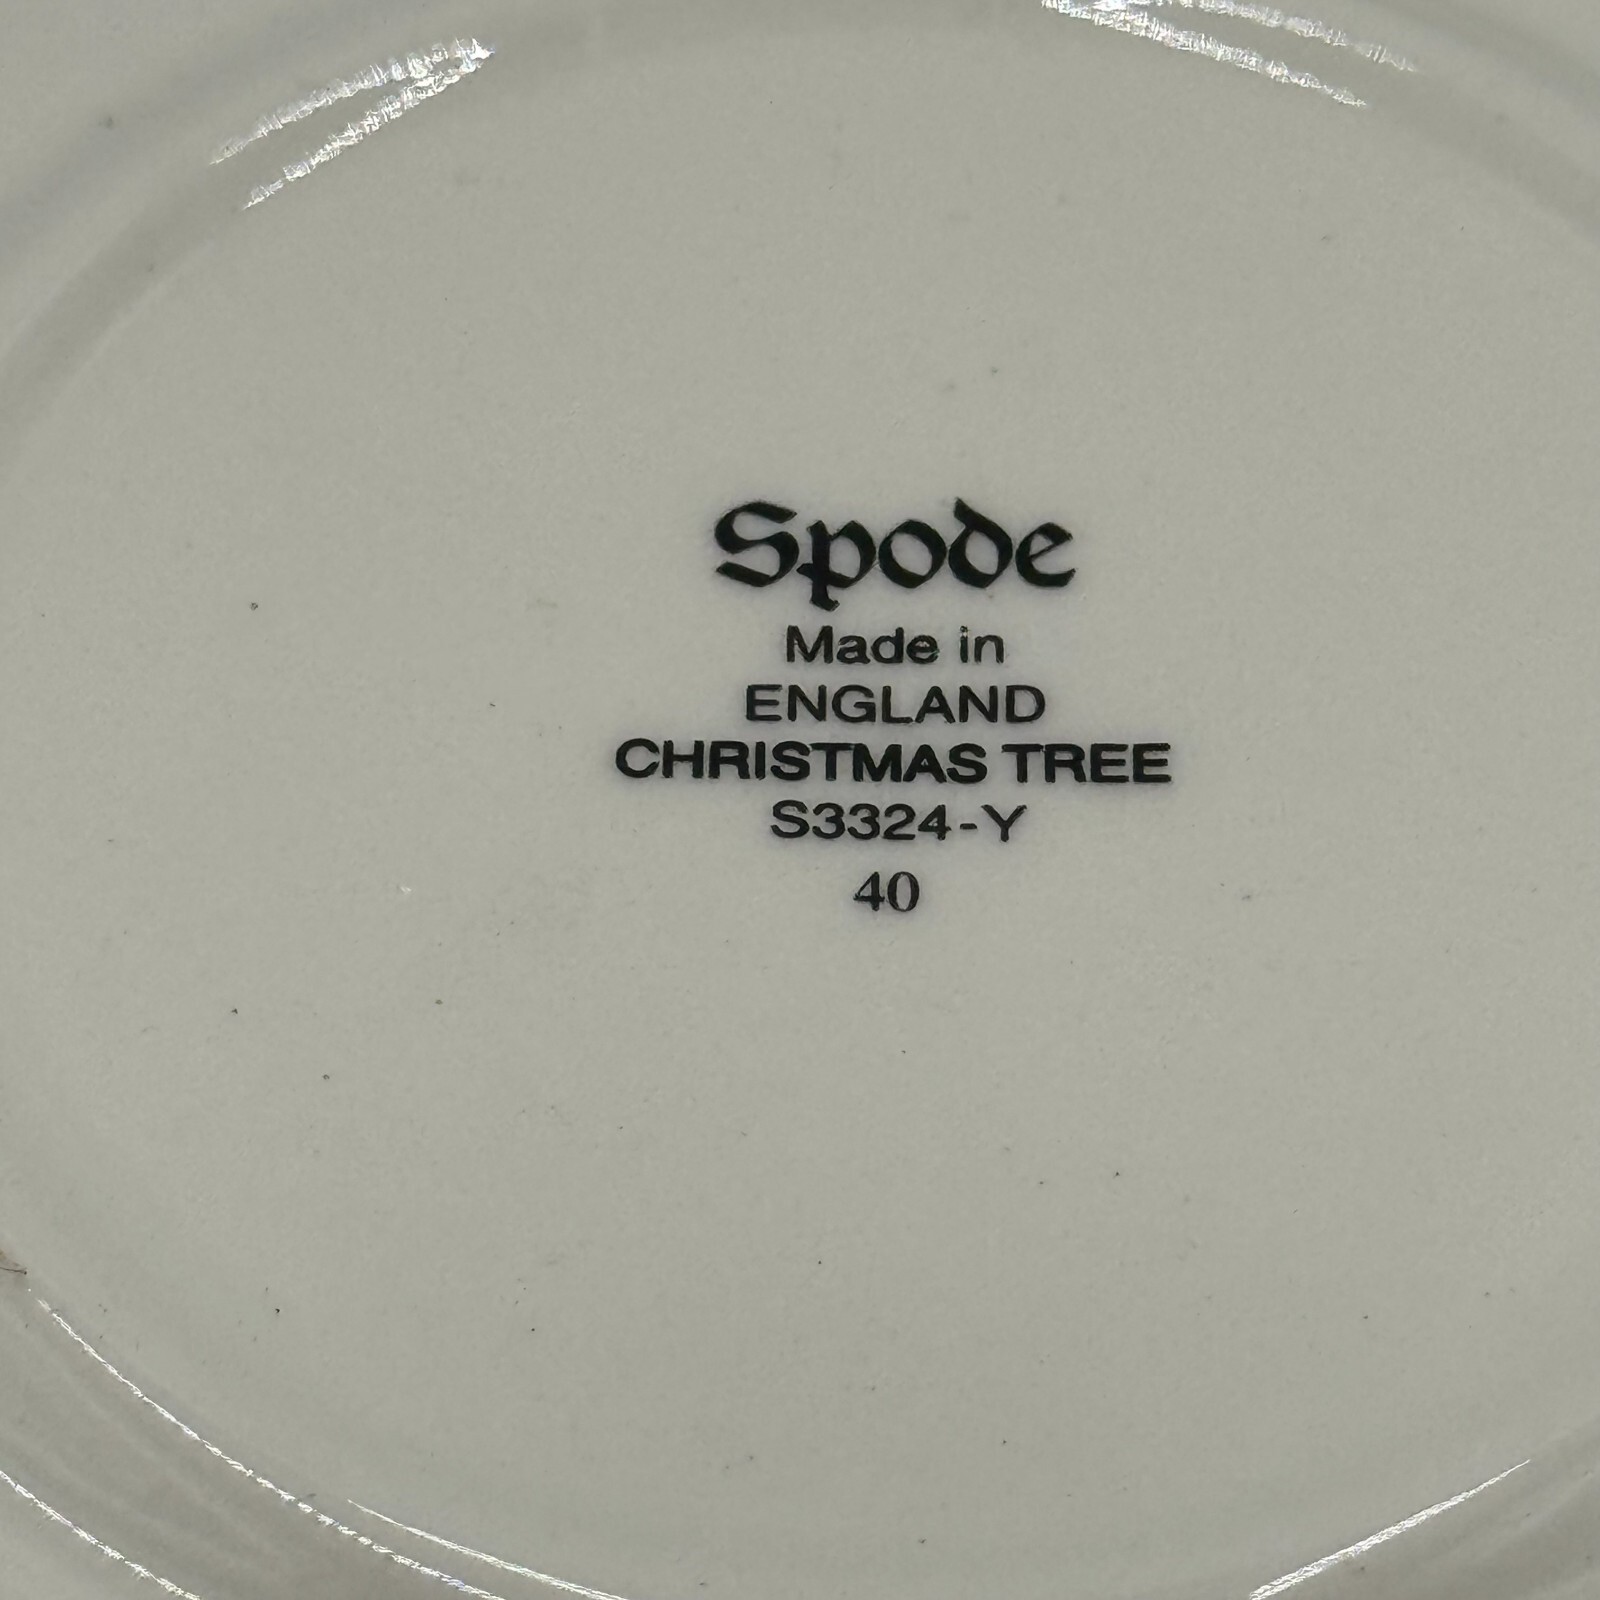 Spode
Made in
ENGLAND
CHRISTMAS TREE
S3324-Y
40